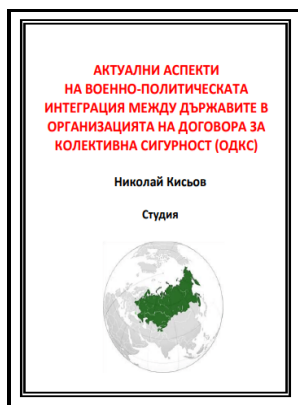 АКТУАЛНИ АСПЕКТИ
НА ВОЕННО-ПОЛИТИЧЕСКАТА
ИНТЕГРАЦИЯ МЕЖДУ ДЪРЖАВИТЕ В
ОРГАНИЗАЦИЯТА НА ДОГОВОРА ЗА
КОЛЕКТИВНА СИГУРНОСТ (ОДКС)
Николай Кисьов
Студия